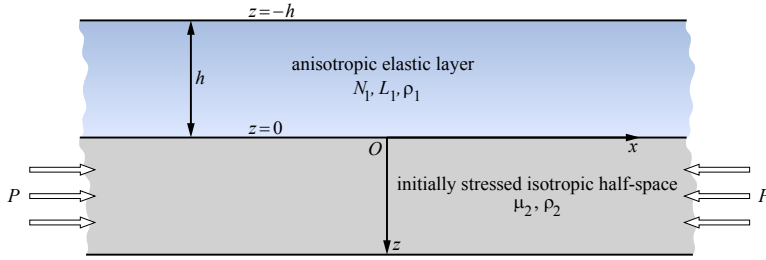 z=−h
anisotropic elastic layer
h
N₁, L₁, ρ₁
z=0
O
x
initially stressed isotropic half-space
P
P
μ₂, ρ₂
z